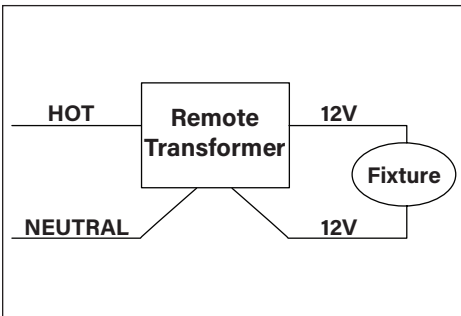 HOT
Remote
Transformer
12V
Fixture
NEUTRAL
12V